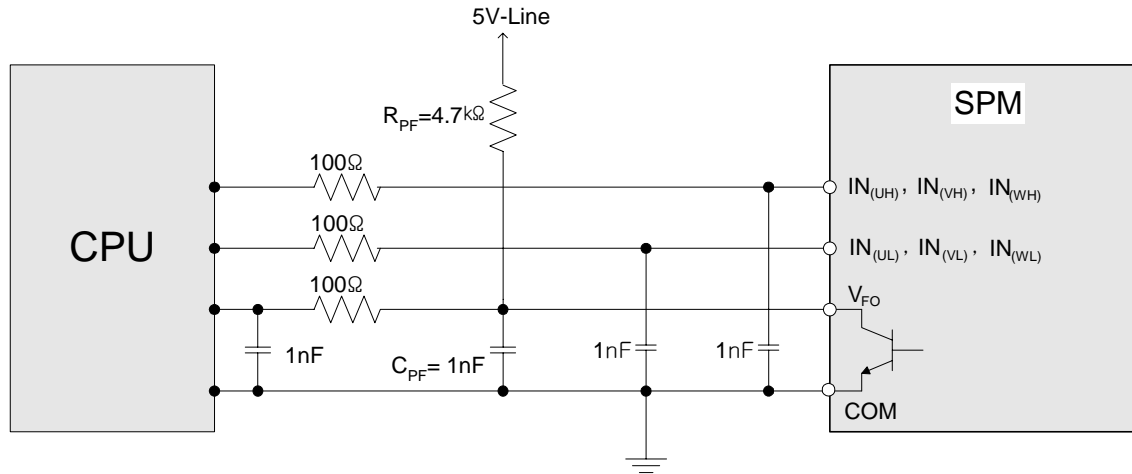 5V-Line
R_PF=4.7kΩ
SPM
100Ω
IN(UH), IN(VH), IN(WH)
CPU
100Ω
IN(UL), IN(VL), IN(WL)
100Ω
V_FO
1nF
C_PF= 1nF
1nF
1nF
COM